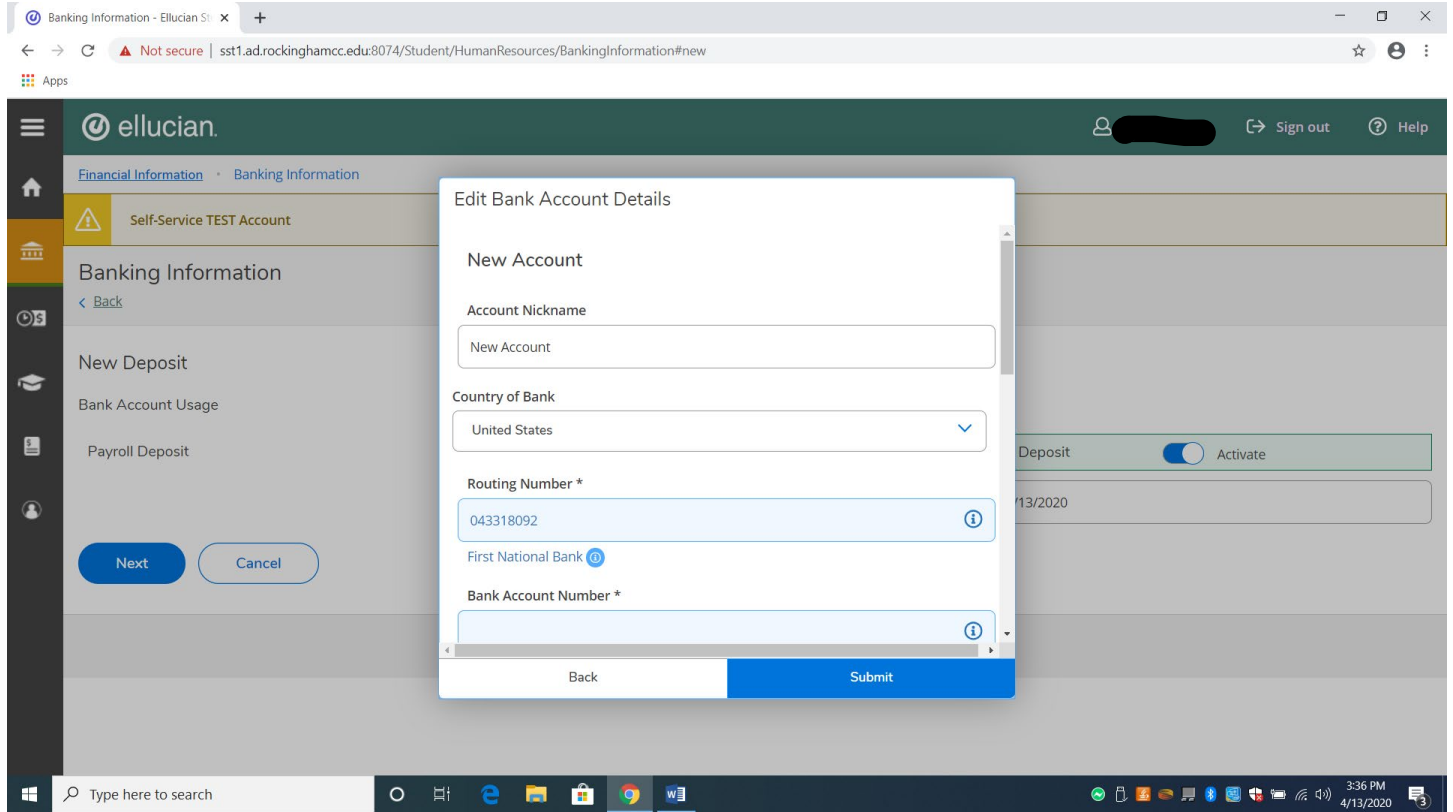 Banking Information - Ellucian St
Not secure | sst1.ad.rockinghamcc.edu:8074/Student/HumanResources/BankingInformation#new
Apps
ellucian.
Sign out
Help
Financial Information • Banking Information
Self-Service TEST Account
Banking Information
< Back
New Deposit
Bank Account Usage
Payroll Deposit
Next
Cancel
Edit Bank Account Details
New Account
Account Nickname
New Account
Country of Bank
United States
Routing Number *
043318092
First National Bank
Bank Account Number *
Back
Submit
Deposit
Activate
/13/2020
Type here to search
3:36 PM
4/13/2020
3